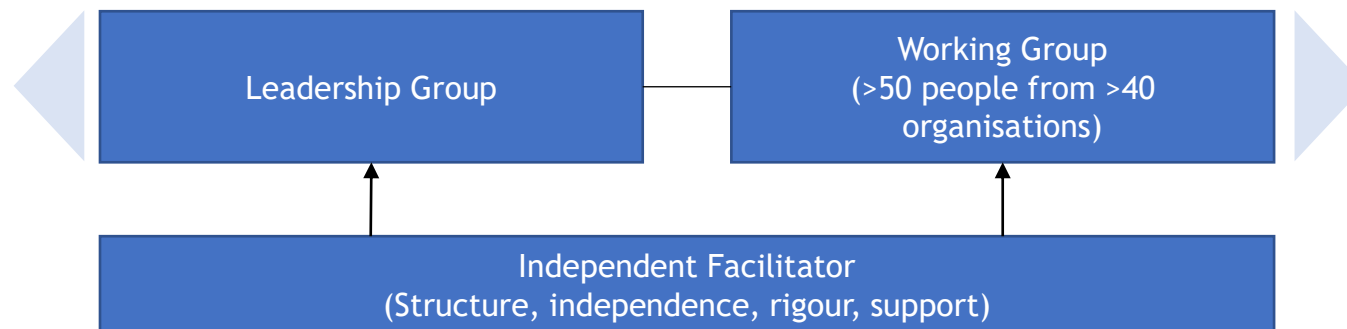 Leadership Group
Working Group
(>50 people from >40
organisations)
Independent Facilitator
(Structure, independence, rigour, support)